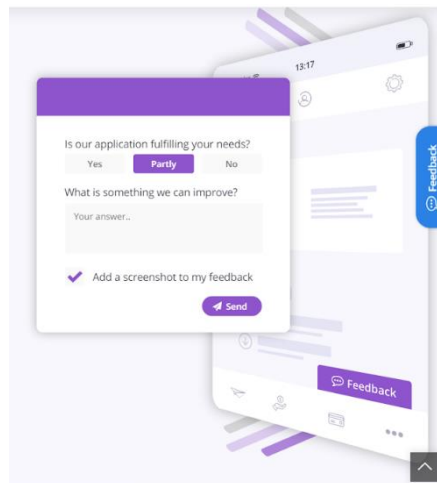 13:17
Is our application fulfilling your needs?
Yes Partly No
What is something we can improve?
Your answer..
Add a screenshot to my feedback
Send
Feedback
Feedback